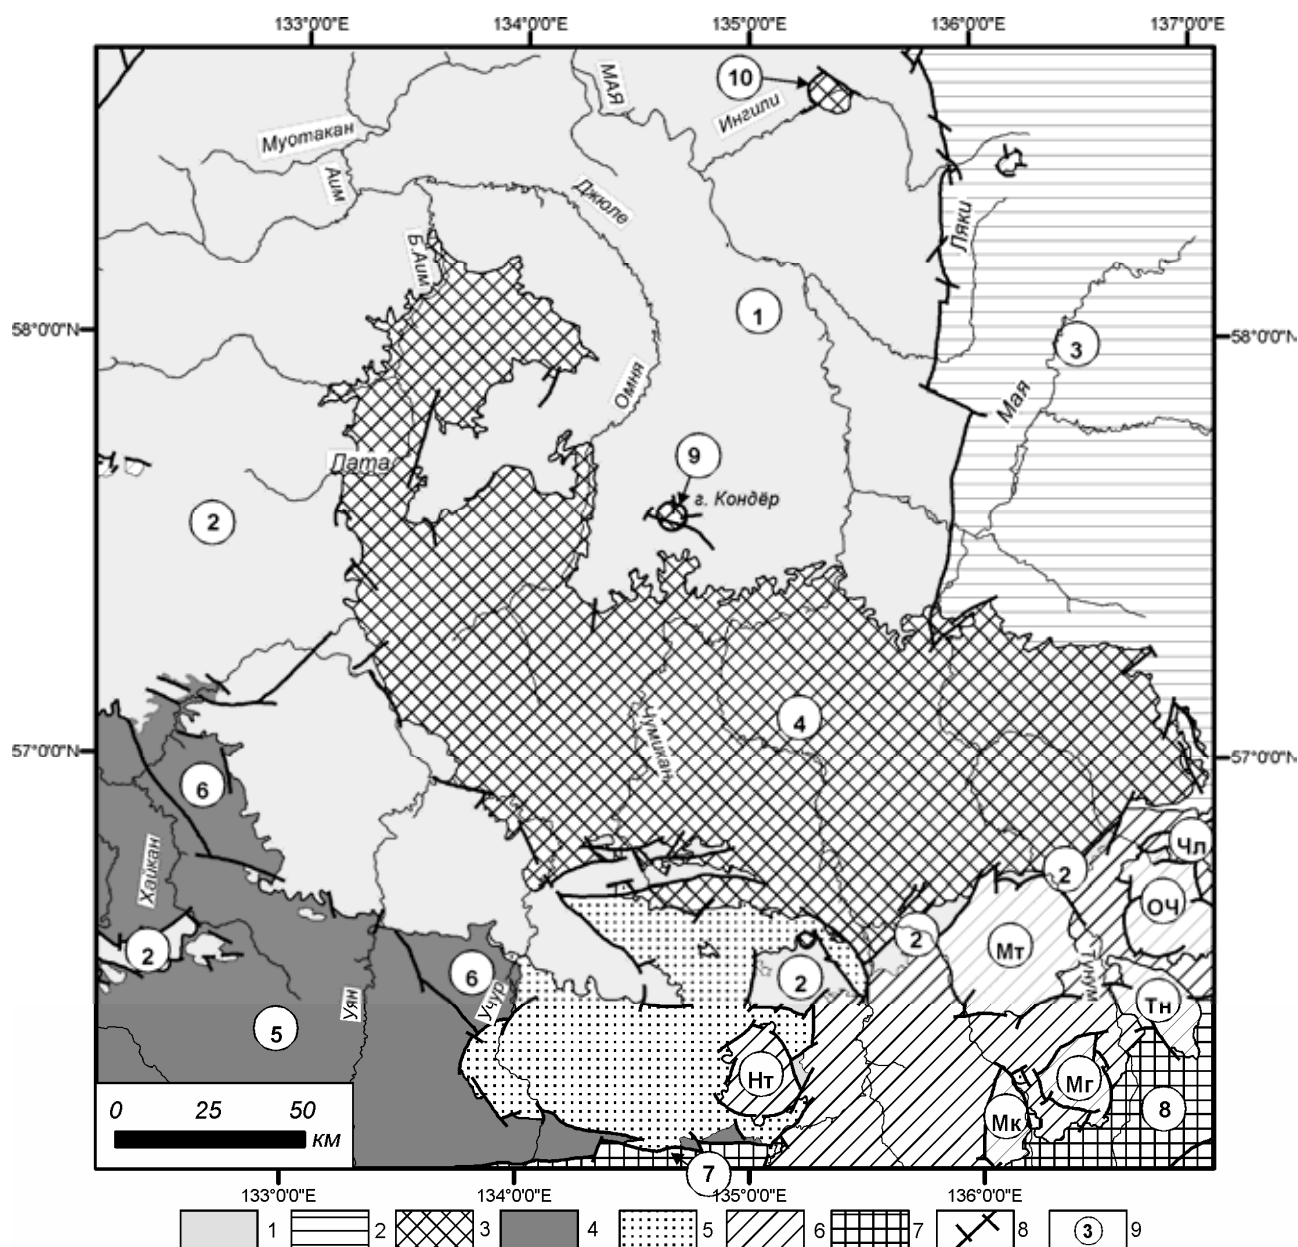 133°0'0"E 134°0'0"E 135°0'0"E 136°0'0"E 137°0'0"E
10
МАЯ
Ингили
Муотакан
Аим
Джюле
Ляки
Б.Аим
58°0'0"N
1
3
58°0'0"N
Омня
Мая
9
Лата
г. Кондёр
2
4
Чумикан
57°0'0"N
57°0'0"N
6
Чл
Хайкан
2
ОЧ
2
Мт
2
6
2
Тунум
Тн
Уян
Учур
5
Нт
Мг
8
Мк
0 25 50
км
7
133°0'0"E 134°0'0"E 135°0'0"E 136°0'0"E
1 2 3 4 5 6 7 8 3 9